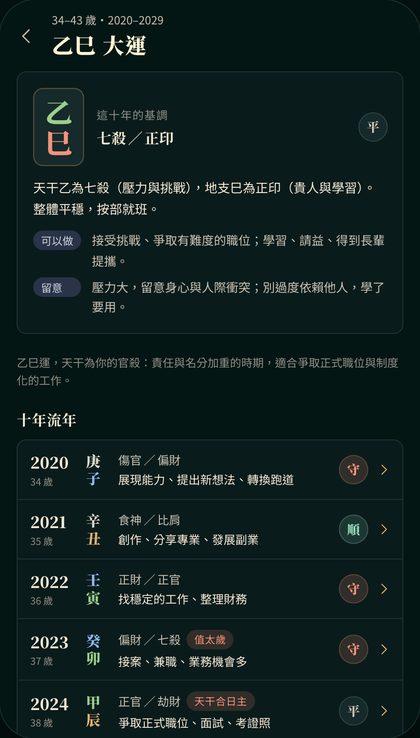 34–43 歲・2020–2029
乙巳 大運
乙
巳
這十年的基調
七殺／正印
平
天干乙為七殺（壓力與挑戰），地支巳為正印（貴人與學習）。
整體平穩，按部就班。
可以做
接受挑戰、爭取有難度的職位；學習、請益、得到長輩
提攜。
留意
壓力大，留意身心與人際衝突；別過度依賴他人，學了
要用。
乙巳運，天干為你的官殺：責任與名分加重的時期，適合爭取正式職位與制度
化的工作。
十年流年
2020
34 歲
庚
子
傷官／偏財
展現能力、提出新想法、轉換跑道
守
2021
35 歲
辛
丑
食神／比肩
創作、分享專業、發展副業
順
2022
36 歲
壬
寅
正財／正官
找穩定的工作、整理財務
守
2023
37 歲
癸
卯
偏財／七殺 值太歲
接案、兼職、業務機會多
守
2024
38 歲
甲
辰
正官／劫財 天干合日主
爭取正式職位、面試、考證照
平